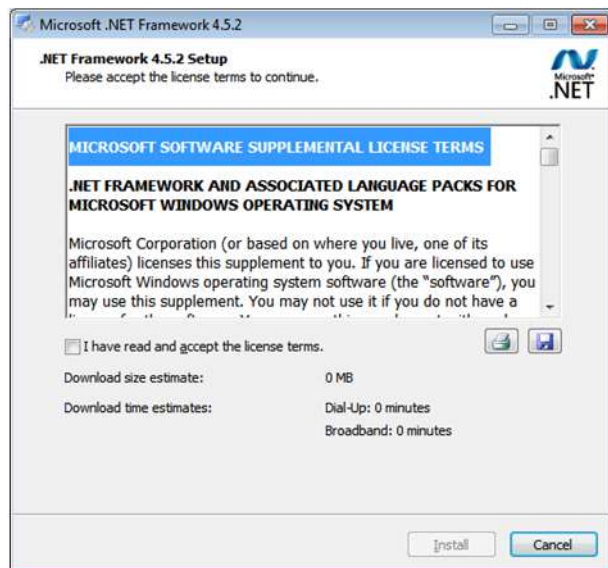 Microsoft .NET Framework 4.5.2
.NET Framework 4.5.2 Setup
Please accept the license terms to continue.
Microsoft®
.NET
MICROSOFT SOFTWARE SUPPLEMENTAL LICENSE TERMS
.NET FRAMEWORK AND ASSOCIATED LANGUAGE PACKS FOR
MICROSOFT WINDOWS OPERATING SYSTEM
Microsoft Corporation (or based on where you live, one of its
affiliates) licenses this supplement to you. If you are licensed to use
Microsoft Windows operating system software (the “software”), you
may use this supplement. You may not use it if you do not have a
I have read and accept the license terms.
Download size estimate: 0 MB
Download time estimates: Dial-Up: 0 minutes
Broadband: 0 minutes
Install Cancel